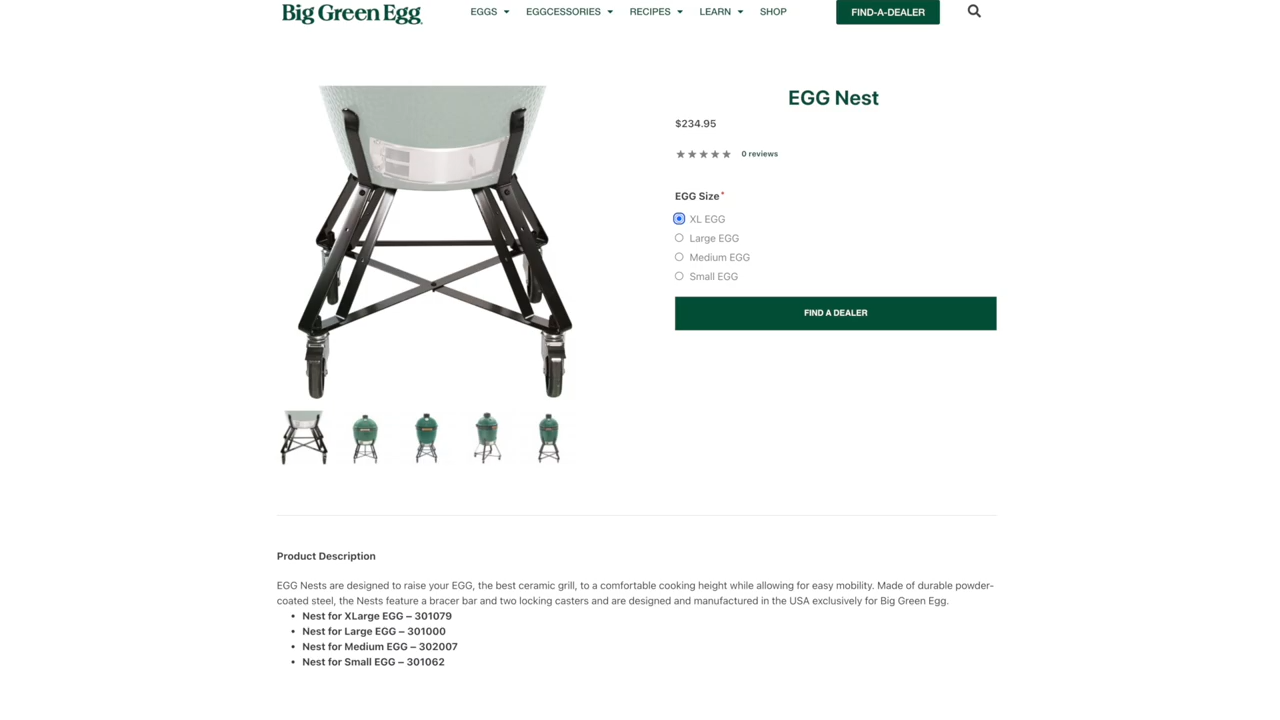 Big Green Egg
EGGS EGGCESSORIES RECIPES LEARN SHOP FIND-A-DEALER
EGG Nest
$234.95
0 reviews
EGG Size*
XL EGG
Large EGG
Medium EGG
Small EGG
FIND A DEALER
Product Description
EGG Nests are designed to raise your EGG, the best ceramic grill, to a comfortable cooking height while allowing for easy mobility. Made of durable powder-
coated steel, the Nests feature a bracer bar and two locking casters and are designed and manufactured in the USA exclusively for Big Green Egg.
• Nest for XLarge EGG – 301079
• Nest for Large EGG – 301000
• Nest for Medium EGG – 302007
• Nest for Small EGG – 301062